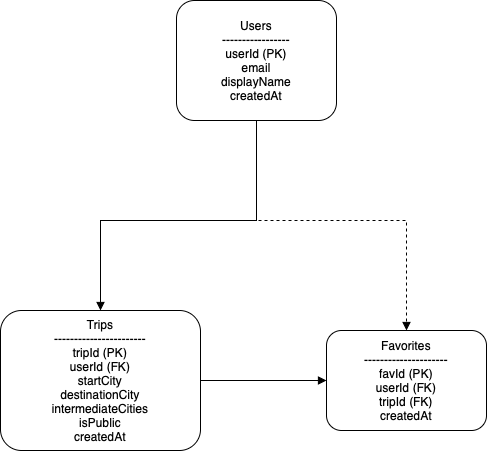 Users
-----------------
userId (PK)
email
displayName
createdAt
Trips
-----------------------
tripId (PK)
userId (FK)
startCity
destinationCity
intermediateCities
isPublic
createdAt
Favorites
---------------------
favId (PK)
userId (FK)
tripId (FK)
createdAt